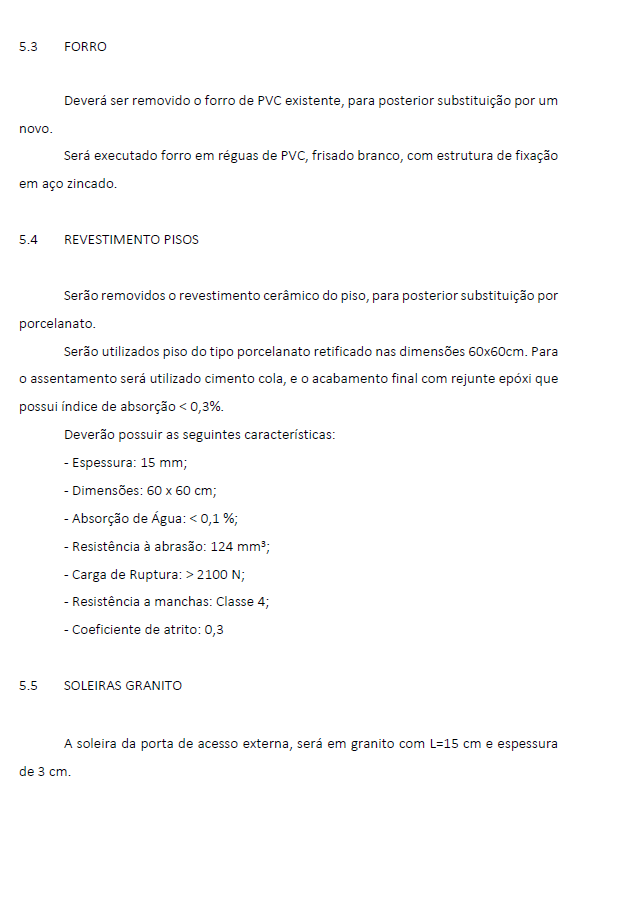 5.3 FORRO
Deverá ser removido o forro de PVC existente, para posterior substituição por um
novo.
Será executado forro em réguas de PVC, frisado branco, com estrutura de fixação
em aço zincado.
5.4 REVESTIMENTO PISOS
Serão removidos o revestimento cerâmico do piso, para posterior substituição por
porcelanato.
Serão utilizados piso do tipo porcelanato retificado nas dimensões 60x60cm. Para
o assentamento será utilizado cimento cola, e o acabamento final com rejunte epóxi que
possui índice de absorção < 0,3%.
Deverão possuir as seguintes características:
- Espessura: 15 mm;
- Dimensões: 60 x 60 cm;
- Absorção de Água: < 0,1 %;
- Resistência à abrasão: 124 mm³;
- Carga de Ruptura: > 2100 N;
- Resistência a manchas: Classe 4;
- Coeficiente de atrito: 0,3
5.5 SOLEIRAS GRANITO
A soleira da porta de acesso externa, será em granito com L=15 cm e espessura
de 3 cm.